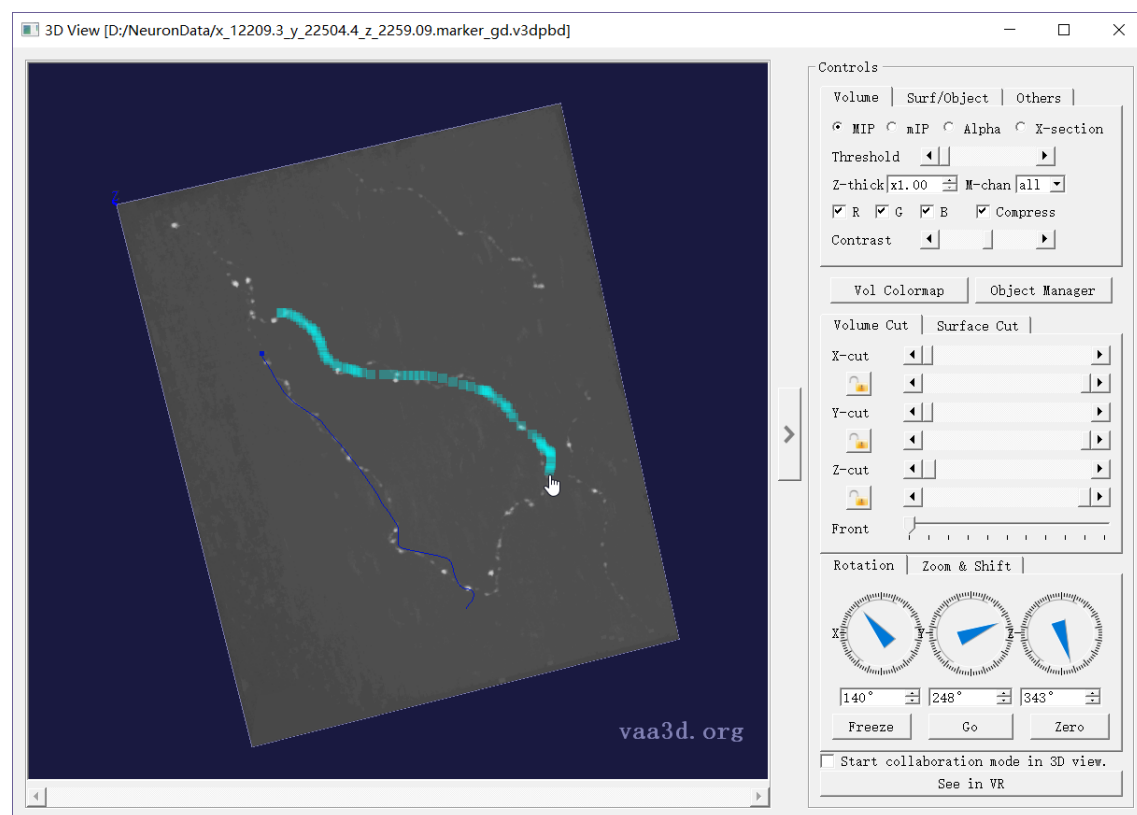 3D View [D:/NeuronData/x_12209.3_y_22504.4_z_2259.09.marker_gd.v3dpbd]
Z
vaa3d.org
Controls
Volume Surf/Object Others
MIP mIP Alpha X-section
Threshold
Z-thick x1.00 M-chan all
R G B Compress
Contrast
Vol Colormap Object Manager
Volume Cut Surface Cut
X-cut
Y-cut
Z-cut
Front
Rotation Zoom & Shift
X Y Z
140° 248° 343°
Freeze Go Zero
Start collaboration mode in 3D view.
See in VR